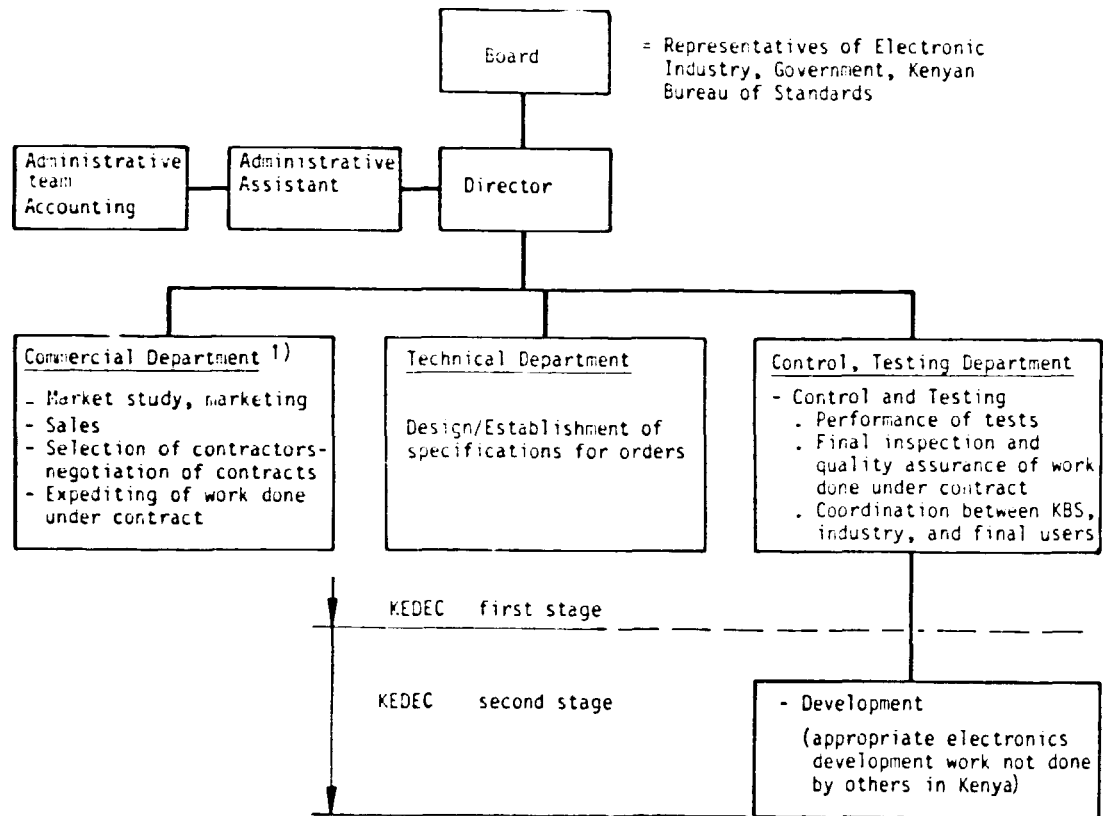 Board
= Representatives of Electronic
Industry, Government, Kenyan
Bureau of Standards
Administrative
team
Accounting
Administrative
Assistant
Director
Commercial Department 1)
- Market study, marketing
- Sales
- Selection of contractors-
negotiation of contracts
- Expediting of work done
under contract
Technical Department
Design/Establishment of
specifications for orders
Control, Testing Department
- Control and Testing
. Performance of tests
. Final inspection and
quality assurance of work
done under contract
. Coordination between KBS,
industry, and final users
KEDEC first stage
KEDEC second stage
- Development
(appropriate electronics
development work not done
by others in Kenya)